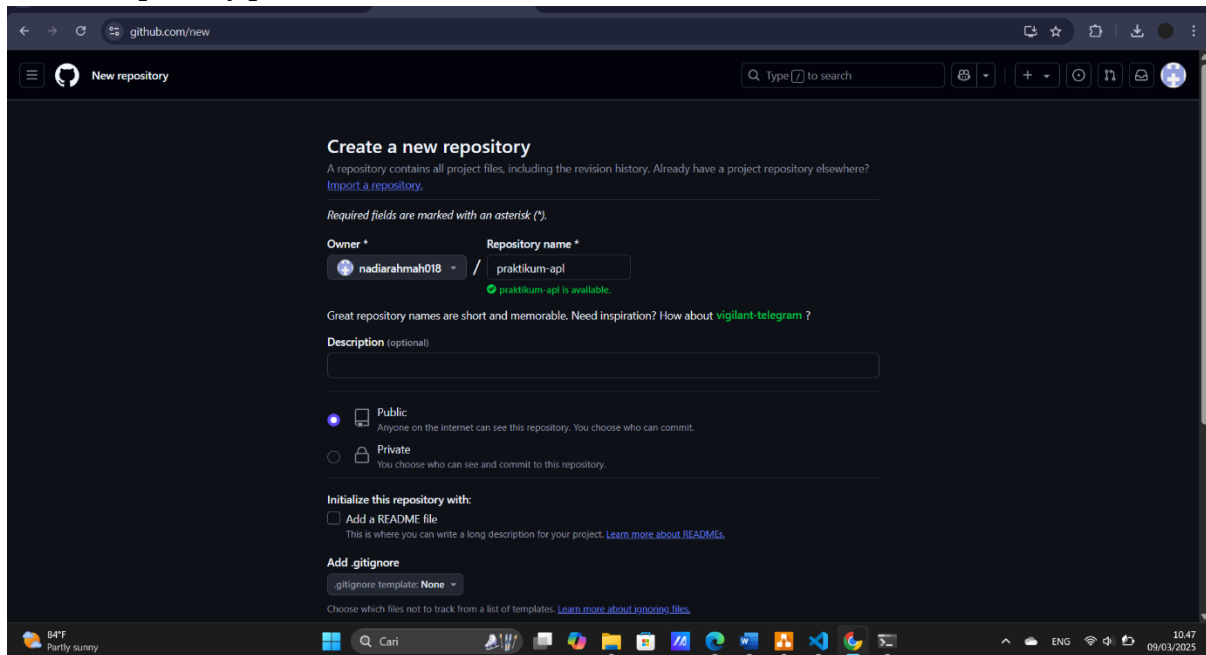 github.com/new
New repository
Type / to search
Create a new repository
A repository contains all project files, including the revision history. Already have a project repository elsewhere?
Import a repository.
Required fields are marked with an asterisk (*).
Owner * Repository name *
nadiarahmah018 / praktikum-apl
praktikum-apl is available.
Great repository names are short and memorable. Need inspiration? How about vigilant-telegram ?
Description (optional)
Public
Anyone on the internet can see this repository. You choose who can commit.
Private
You choose who can see and commit to this repository.
Initialize this repository with:
Add a README file
This is where you can write a long description for your project. Learn more about READMEs.
Add .gitignore
.gitignore template: None
Choose which files not to track from a list of templates. Learn more about ignoring files.
84°F
Partly sunny
Cari
ENG
10.47
09/03/2025